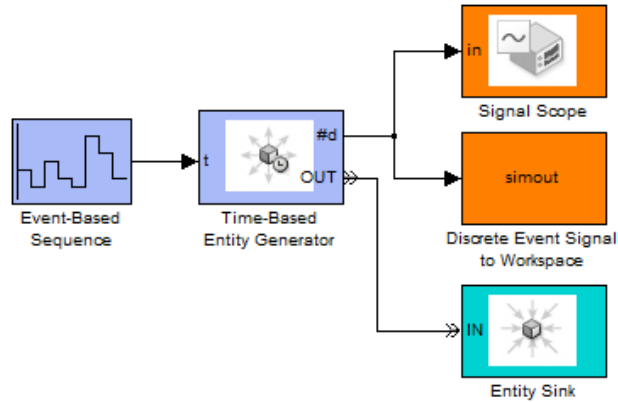 in
Signal Scope
#d
t
OUT
simout
Event-Based
Sequence
Time-Based
Entity Generator
Discrete Event Signal
to Workspace
IN
Entity Sink